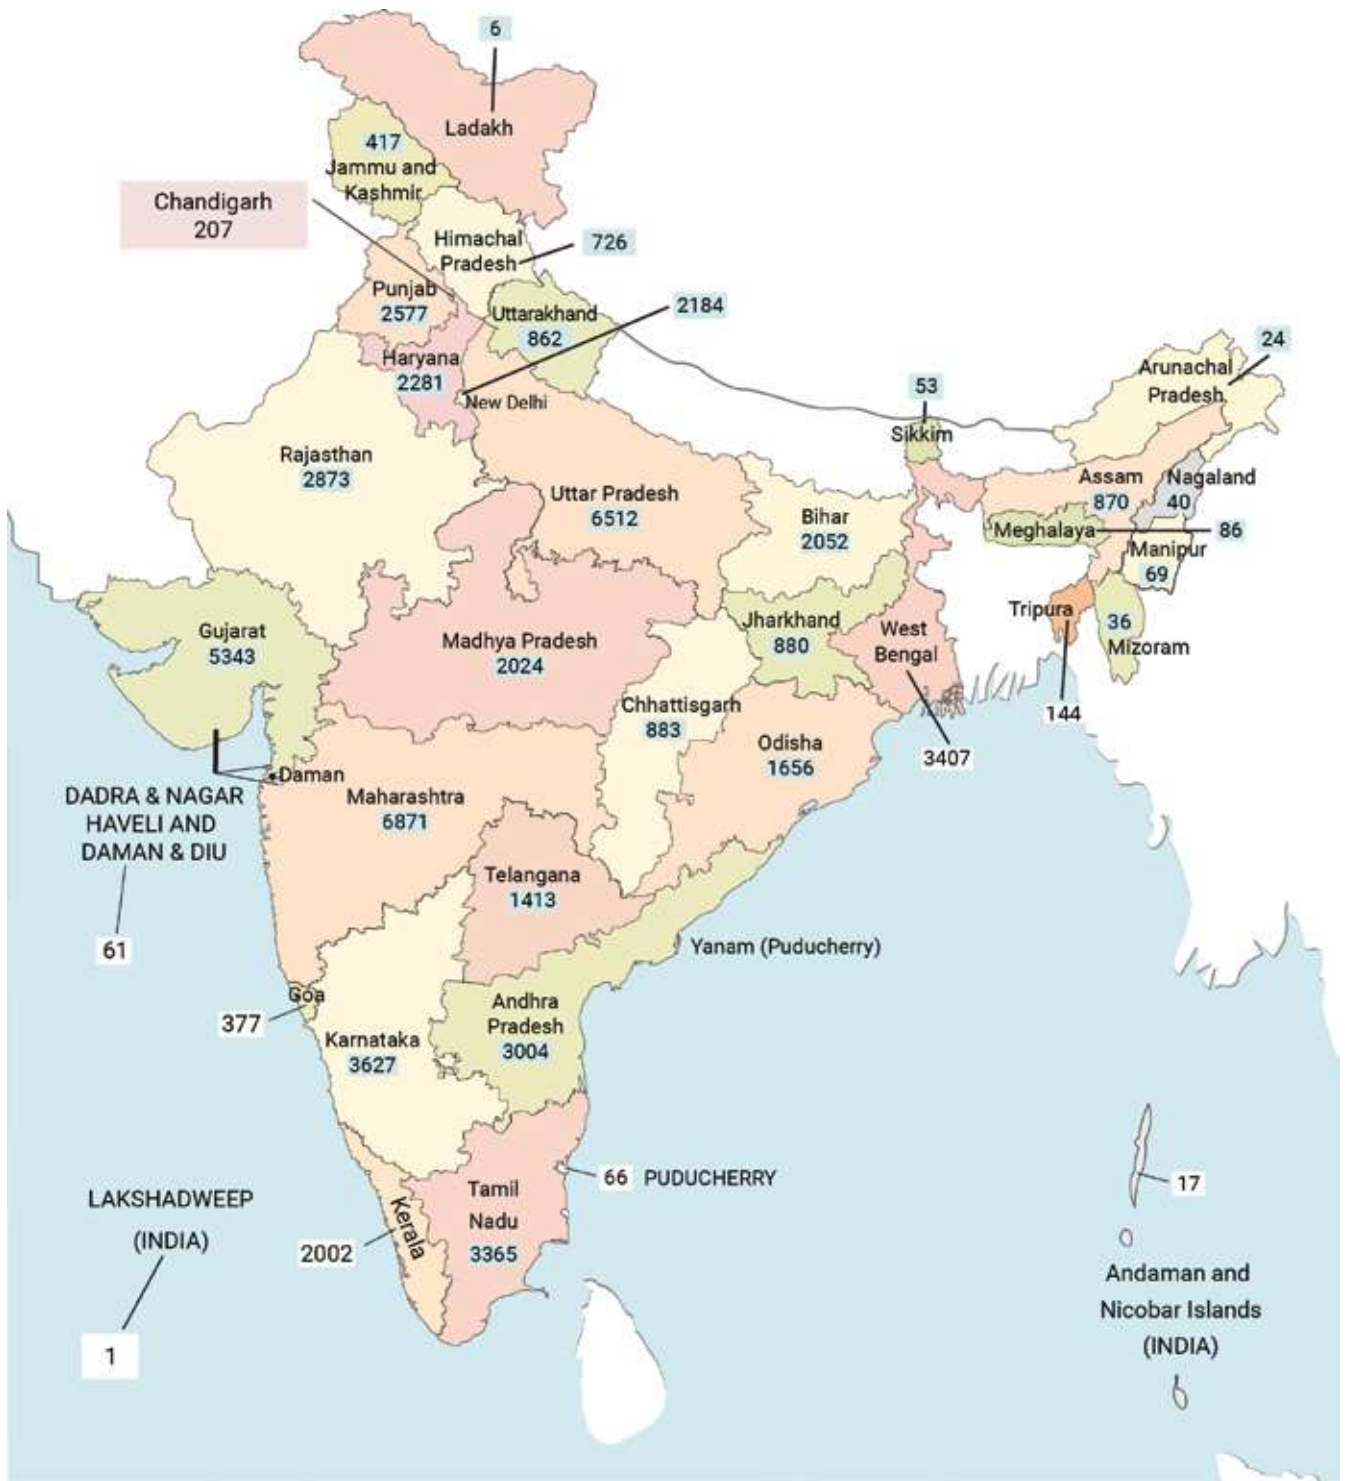 6
Ladakh
417
Jammu and
Kashmir
Chandigarh
207
Himachal
Pradesh
726
Punjab
2577
Uttarakhand
862
2184
Haryana
2281
New Delhi
24
Arunachal
Pradesh
53
Sikkim
Rajasthan
2873
Uttar Pradesh
6512
Bihar
2052
Assam
870
Nagaland
40
Meghalaya
86
Manipur
69
Tripura
144
36
Mizoram
Gujarat
5343
Madhya Pradesh
2024
Jharkhand
880
West
Bengal
3407
Chhattisgarh
883
Odisha
1656
Daman
DADRA & NAGAR
HAVELI AND
DAMAN & DIU
61
Maharashtra
6871
Telangana
1413
Yanam (Puducherry)
Goa
377
Andhra
Pradesh
3004
Karnataka
3627
66 PUDUCHERRY
17
LAKSHADWEEP
(INDIA)
1
Kerala
2002
Tamil
Nadu
3365
Andaman and
Nicobar Islands
(INDIA)